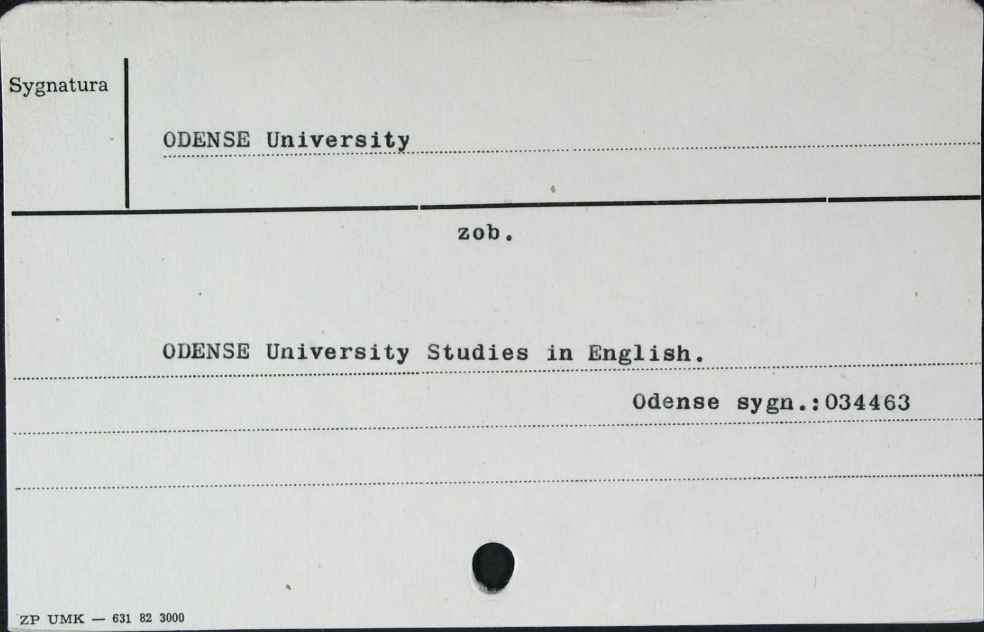 Sygnatura
ODENSE University
zob.
ODENSE University Studies in English.
Odense sygn.:034463
ZP UMK — 631 82 3000